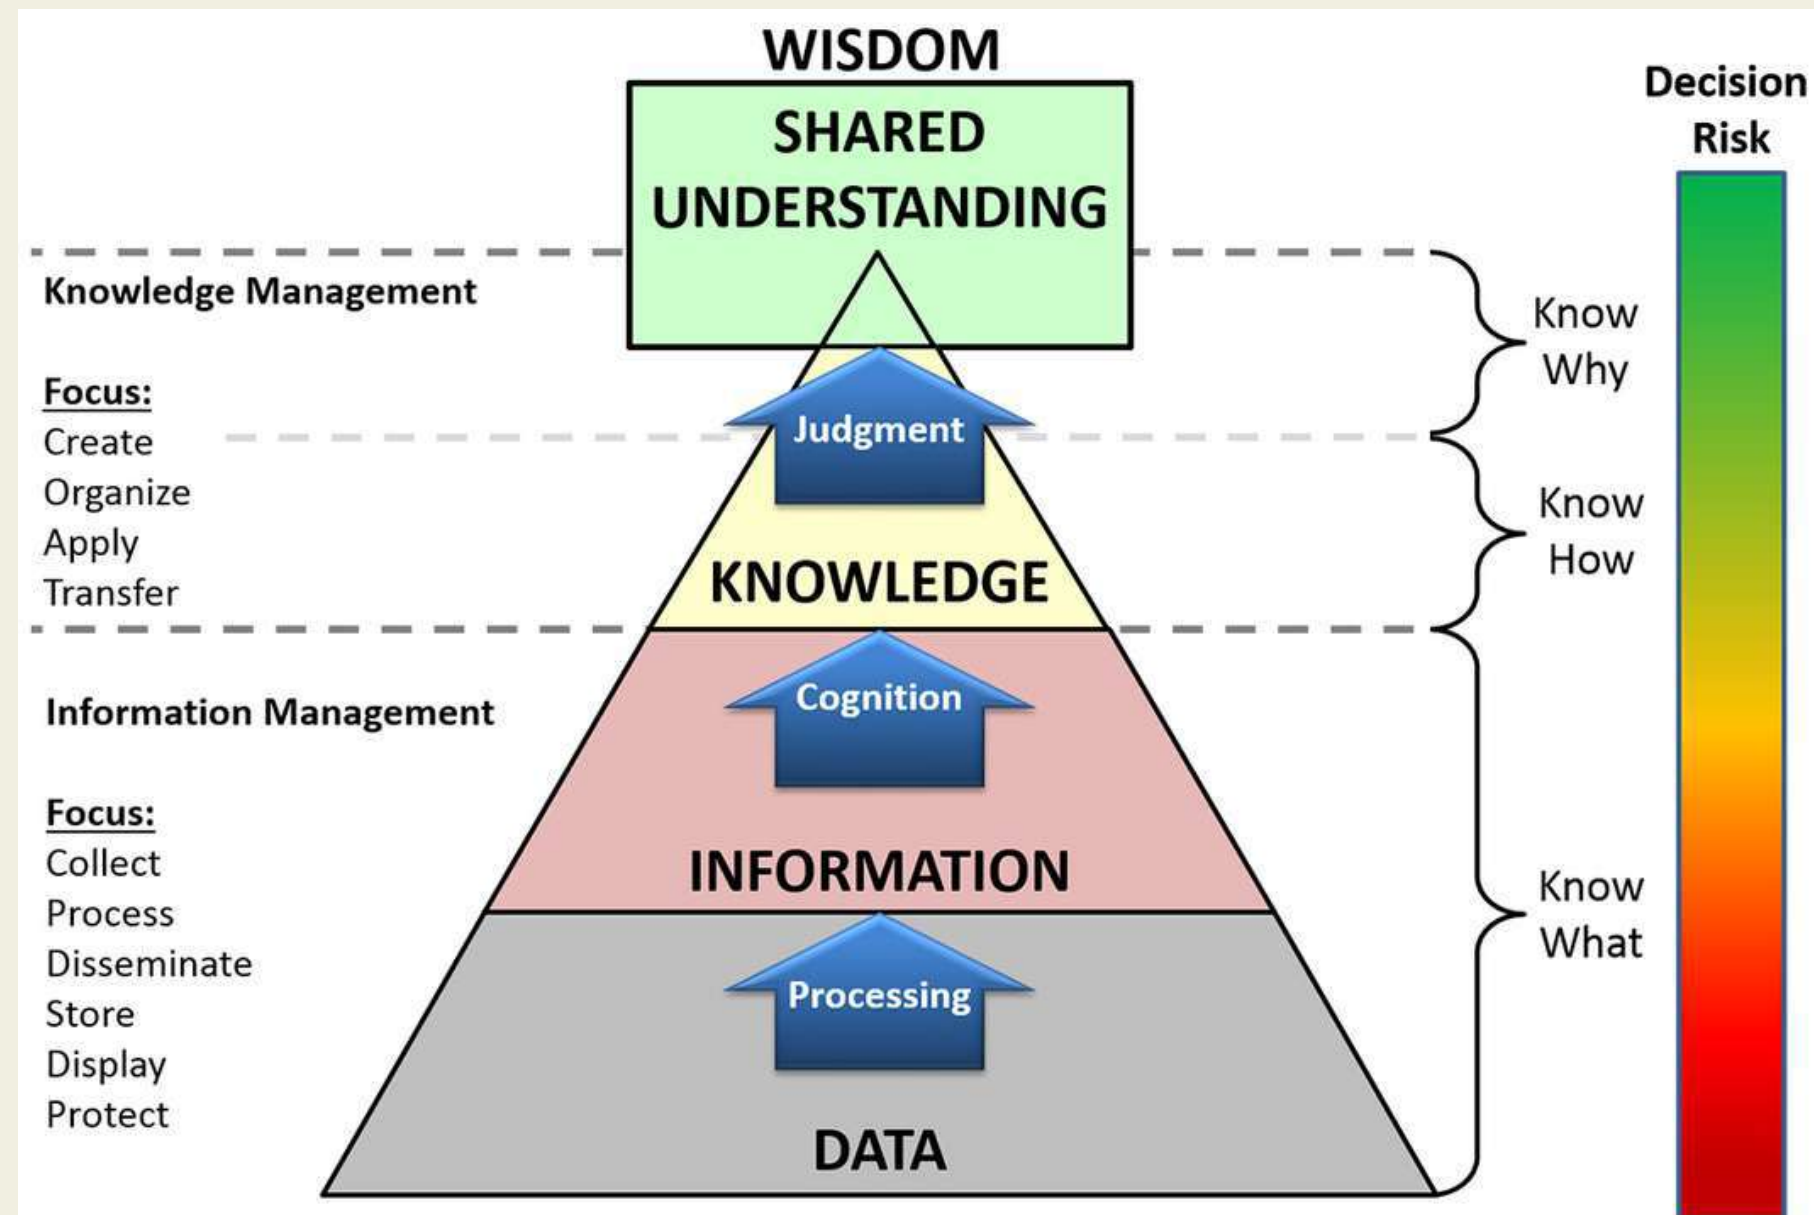 WISDOM
SHARED
UNDERSTANDING
Decision
Risk
Knowledge Management
Focus:
Create
Organize
Apply
Transfer
Judgment
KNOWLEDGE
Know
Why
Know
How
Information Management
Focus:
Collect
Process
Disseminate
Store
Display
Protect
Cognition
INFORMATION
Processing
DATA
Know
What